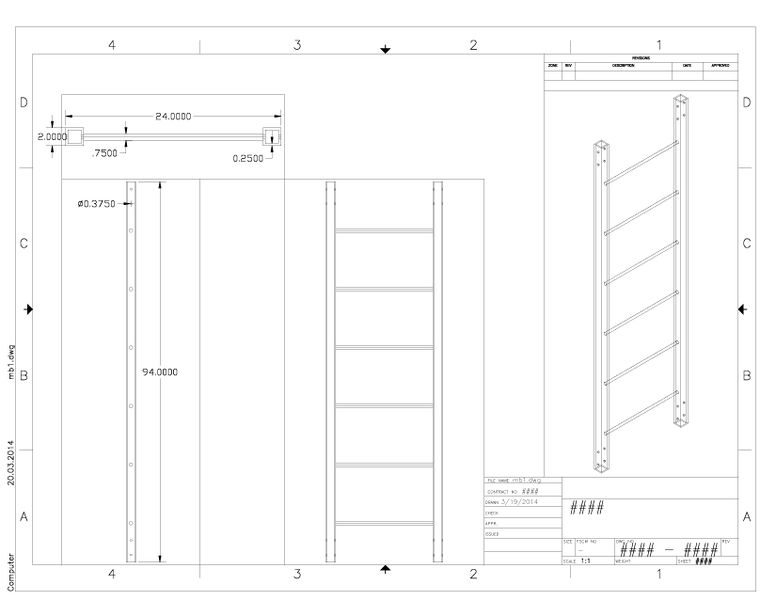 4 3 2 1
REVISIONS
ZONE REV DESCRIPTION DATE APPROVED
D D
24.0000
2.0000
.7500
0.2500
Ø0.3750
C C
94.0000
B B
A A
mb1.dwg
20.03.2014
Computer
FILE NAME mb1.dwg
CONTRACT NO. ####
DRAWN 3/19/2014
CHECK
APPR.
ISSUED
####
SIZE FSCM NO. DWG NO. REV.
- #### - ####
SCALE 1:1 WEIGHT SHEET ####
4 3 2 1